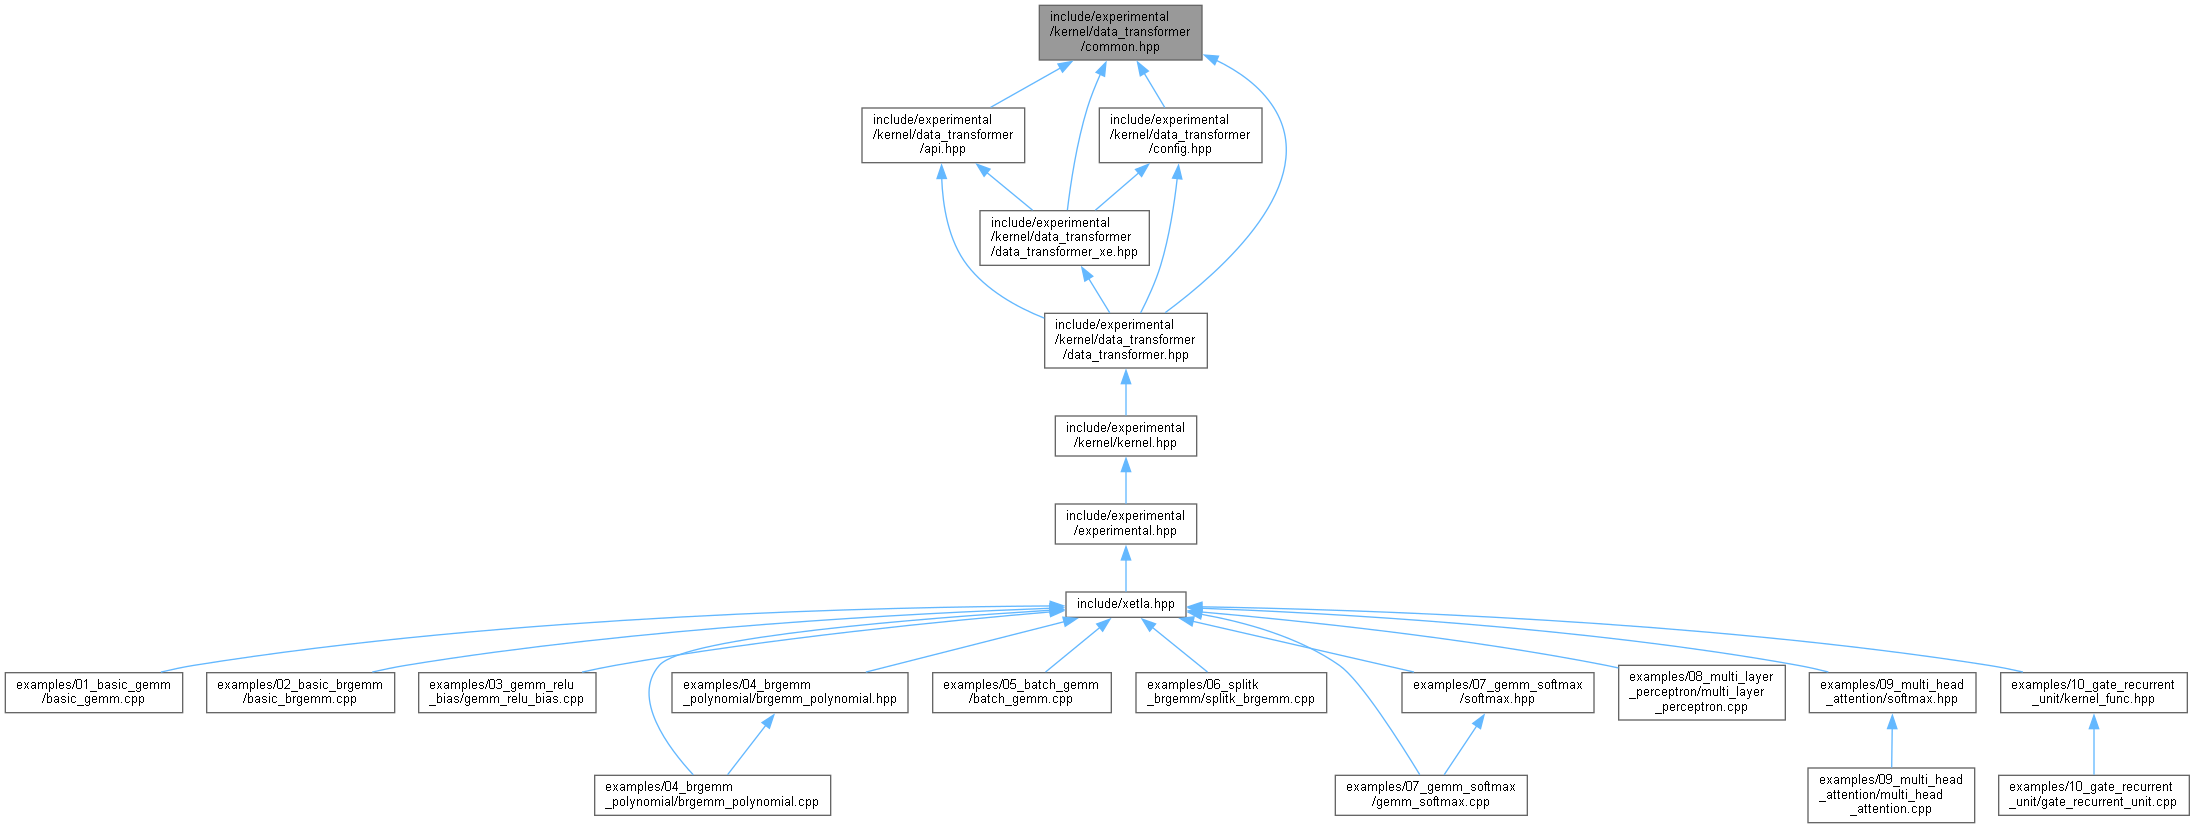 include/experimental
/kernel/data_transformer
/common.hpp
include/experimental
/kernel/data_transformer
/api.hpp
include/experimental
/kernel/data_transformer
/config.hpp
include/experimental
/kernel/data_transformer
/data_transformer_xe.hpp
include/experimental
/kernel/data_transformer
/data_transformer.hpp
include/experimental
/kernel/kernel.hpp
include/experimental
/experimental.hpp
include/xetla.hpp
examples/01_basic_gemm
/basic_gemm.cpp
examples/02_basic_brgemm
/basic_brgemm.cpp
examples/03_gemm_relu
_bias/gemm_relu_bias.cpp
examples/04_brgemm
_polynomial/brgemm_polynomial.hpp
examples/05_batch_gemm
/batch_gemm.cpp
examples/06_splitk
_brgemm/splitk_brgemm.cpp
examples/07_gemm_softmax
/softmax.hpp
examples/08_multi_layer
_perceptron/multi_layer
_perceptron.cpp
examples/09_multi_head
_attention/softmax.hpp
examples/10_gate_recurrent
_unit/kernel_func.hpp
examples/04_brgemm
_polynomial/brgemm_polynomial.cpp
examples/07_gemm_softmax
/gemm_softmax.cpp
examples/09_multi_head
_attention/multi_head
_attention.cpp
examples/10_gate_recurrent
_unit/gate_recurrent_unit.cpp